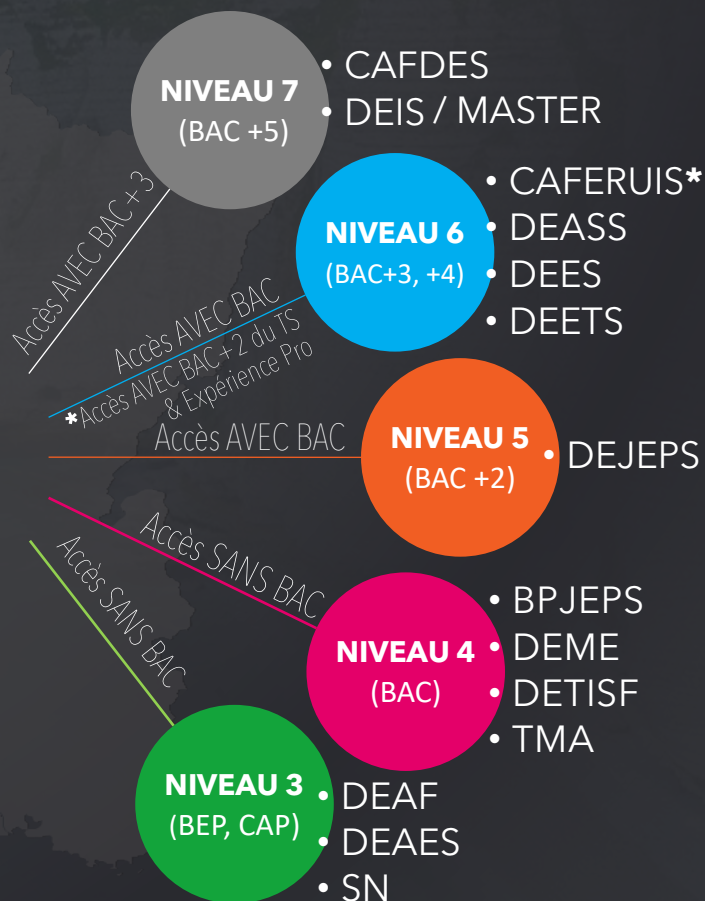 NIVEAU 7
(BAC +5)
• CAFDES
• DEIS / MASTER
Accès AVEC BAC + 3
NIVEAU 6
(BAC+3, +4)
• CAFERUIS*
• DEASS
• DEES
• DEETS
Accès AVEC BAC
*Accès AVEC BAC+2 du TS
& Expérience Pro
Accès AVEC BAC
NIVEAU 5
(BAC +2)
• DEJEPS
Accès SANS BAC
NIVEAU 4
(BAC)
• BPJEPS
• DEME
• DETISF
• TMA
Accès SANS BAC
NIVEAU 3
(BEP, CAP)
• DEAF
• DEAES
• SN